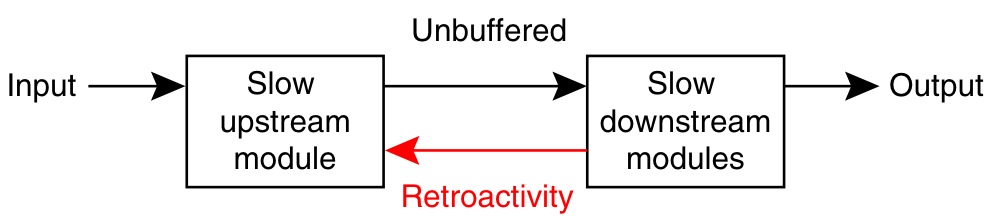 Unbuffered
Input
Slow
upstream
module
Slow
downstream
modules
Output
Retroactivity